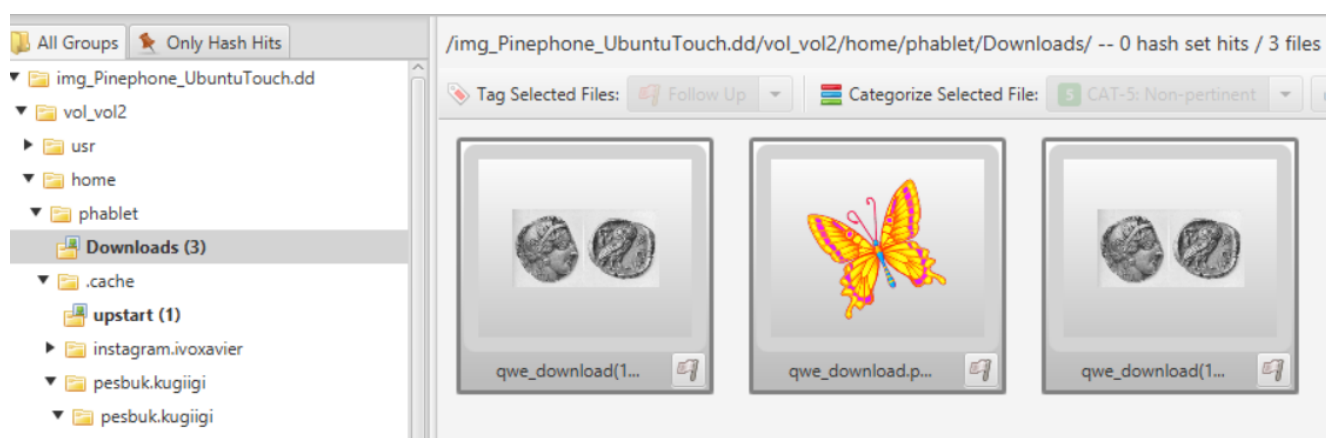 All Groups
Only Hash Hits
img_Pinephone_UbuntuTouch.dd
vol_vol2
usr
home
phablet
Downloads (3)
.cache
upstart (1)
instagram.ivoxavier
pesbuk.kugiigi
pesbuk.kugiigi
/img_Pinephone_UbuntuTouch.dd/vol_vol2/home/phablet/Downloads/ -- 0 hash set hits / 3 files
Tag Selected Files: Follow Up Categorize Selected File: S CAT-5: Non-pertinent
qwe_download(1... qwe_download.p... qwe_download(1...